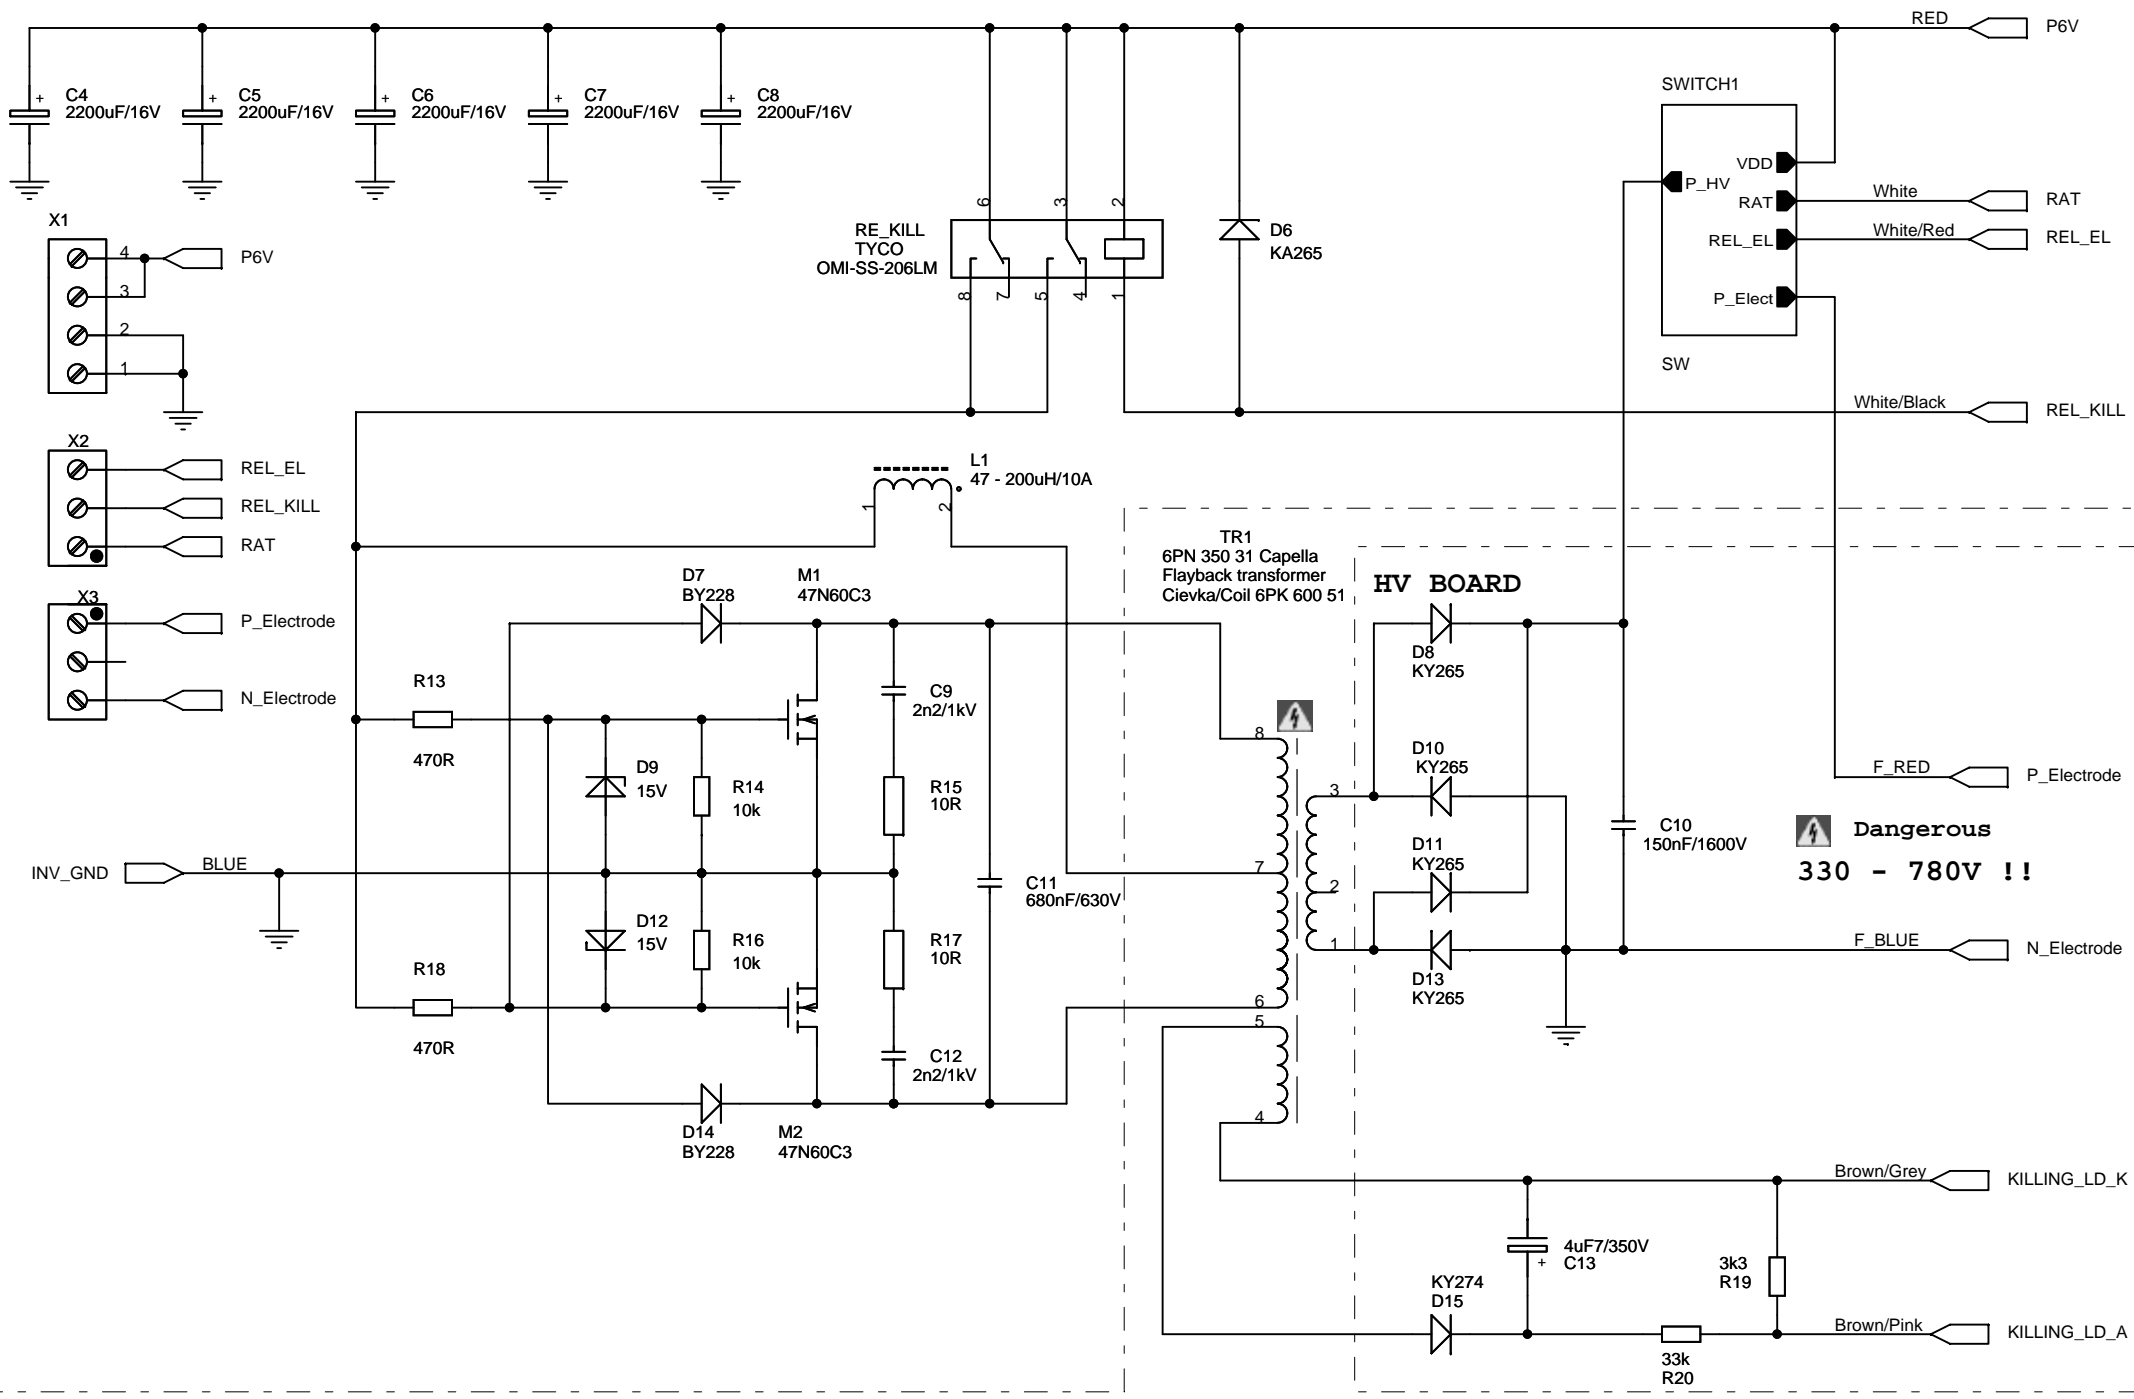 RED
P6V
C4
2200uF/16V
C5
2200uF/16V
C6
2200uF/16V
C7
2200uF/16V
C8
2200uF/16V
+
+
+
+
+
SWITCH1
VDD
P_HV
RAT
White
RAT
REL_EL
White/Red
REL_EL
P_Elect
SW
X1
4
3
2
1
P6V
RE_KILL
TYCO
OMI-SS-206LM
6
3
2
8
7
5
4
1
D6
KA265
White/Black
REL_KILL
X2
REL_EL
REL_KILL
RAT
L1
47 - 200uH/10A
1
2
TR1
6PN 350 31 Capella
Flayback transformer
Cievka/Coil 6PK 600 51
HV BOARD
X3
P_Electrode
N_Electrode
D7
BY228
M1
47N60C3
D8
KY265
R13
470R
C9
2n2/1kV
D9
15V
R14
10k
R15
10R
8
3
7
2
1
6
5
4
D10
KY265
D11
KY265
D13
KY265
C10
150nF/1600V
F_RED
P_Electrode
Dangerous
330 - 780V !!
INV_GND
BLUE
C11
680nF/630V
D12
15V
R16
10k
R17
10R
R18
470R
F_BLUE
N_Electrode
C12
2n2/1kV
D14
BY228
M2
47N60C3
Brown/Grey
KILLING_LD_K
4uF7/350V
C13
+
3k3
R19
KY274
D15
33k
R20
Brown/Pink
KILLING_LD_A